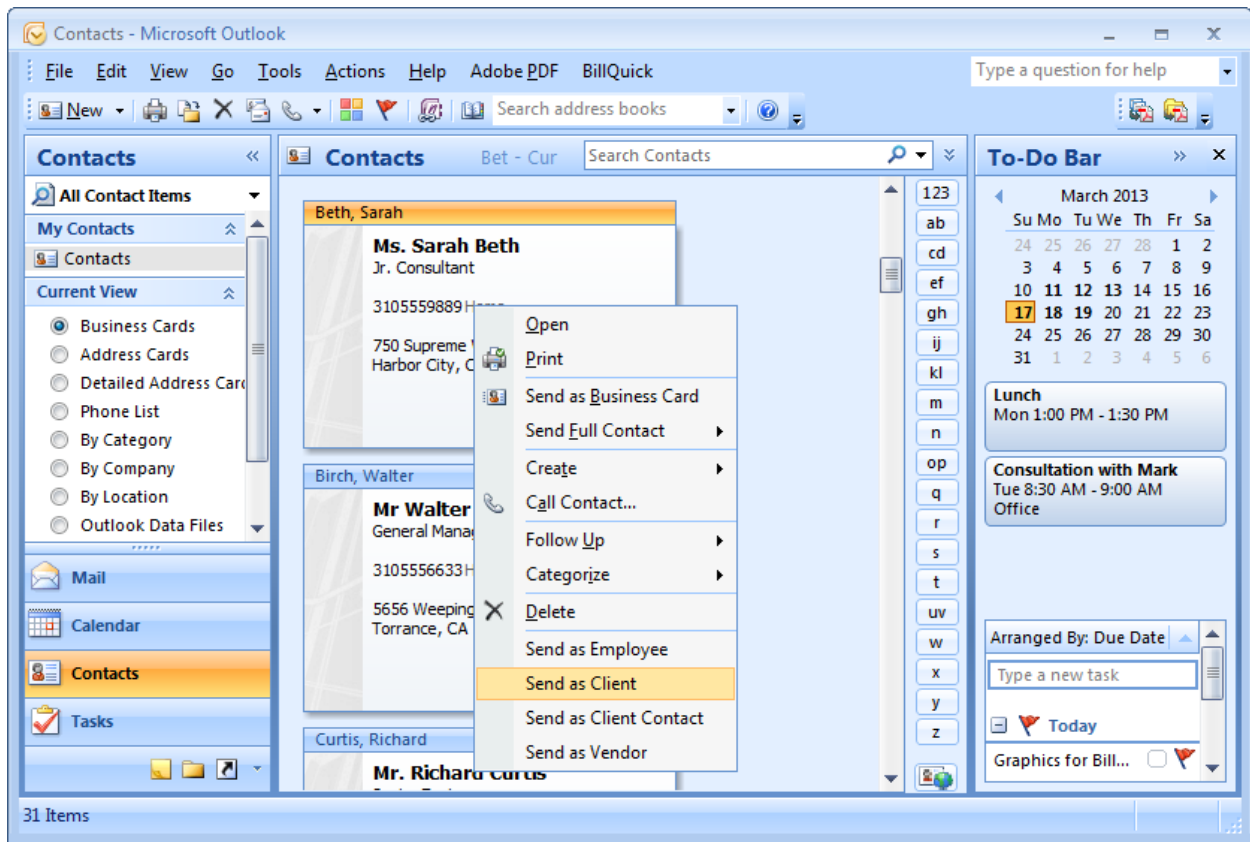 Contacts - Microsoft Outlook
File Edit View Go Tools Actions Help Adobe PDF BillQuick
Type a question for help
New
Search address books
Contacts
All Contact Items
My Contacts
Contacts
Current View
Business Cards
Address Cards
Detailed Address Card
Phone List
By Category
By Company
By Location
Outlook Data Files
Mail
Calendar
Contacts
Tasks
31 Items
Contacts Bet - Cur Search Contacts
Beth, Sarah
Ms. Sarah Beth
Jr. Consultant
3105559889
750 Supreme
Harbor City, C
Birch, Walter
Mr Walter
General Mana
3105556633H
5656 Weeping
Torrance, CA
Curtis, Richard
Mr. Richard Curtis
Open
Print
Send as Business Card
Send Full Contact
Create
Call Contact...
Follow Up
Categorize
Delete
Send as Employee
Send as Client
Send as Client Contact
Send as Vendor
123
ab
cd
ef
gh
ij
kl
m
n
op
q
r
s
t
uv
w
x
y
z
To-Do Bar
March 2013
Su Mo Tu We Th Fr Sa
24 25 26 27 28 1 2
3 4 5 6 7 8 9
10 11 12 13 14 15 16
17 18 19 20 21 22 23
24 25 26 27 28 29 30
31 1 2 3 4 5 6
Lunch
Mon 1:00 PM - 1:30 PM
Consultation with Mark
Tue 8:30 AM - 9:00 AM
Office
Arranged By: Due Date
Type a new task
Today
Graphics for Bill...